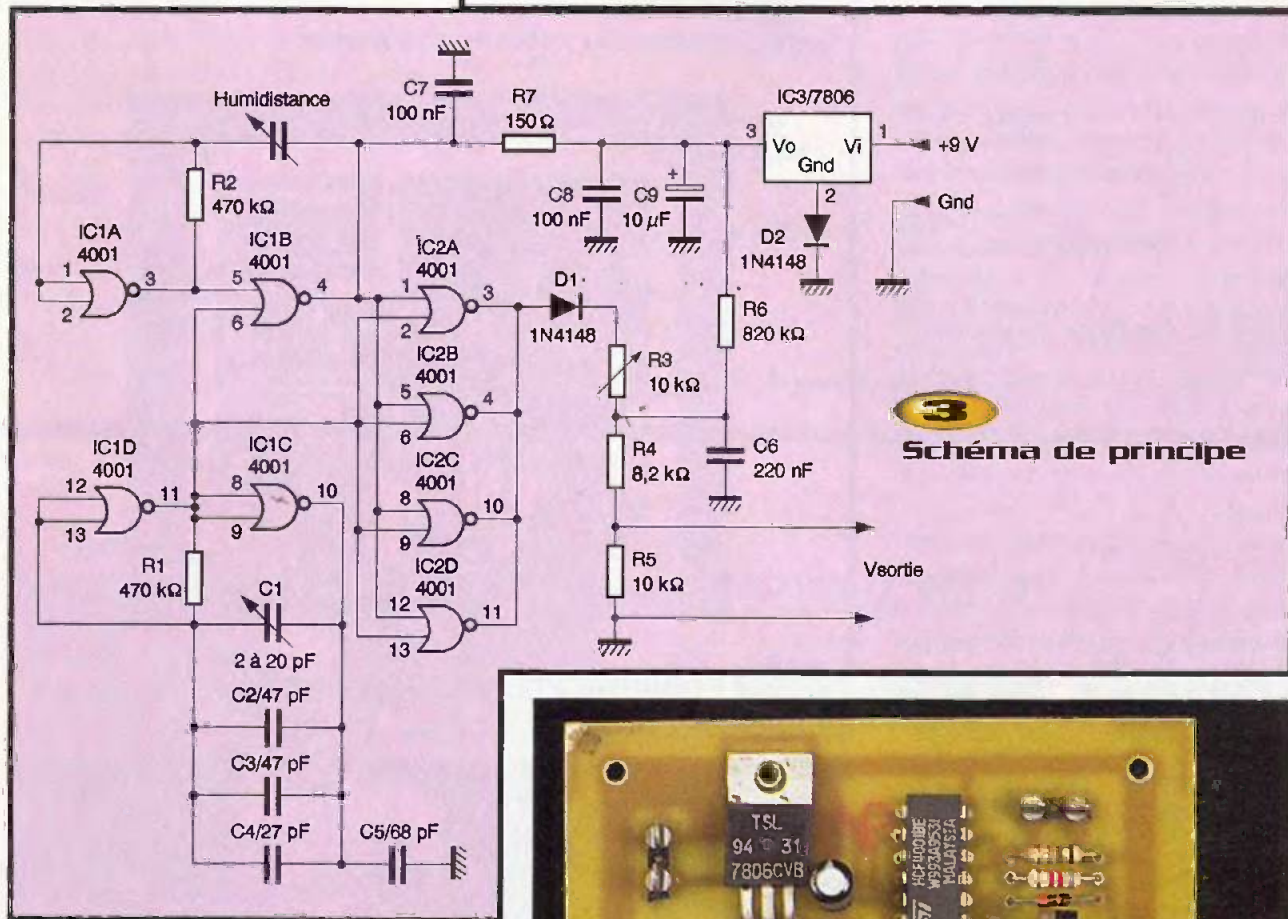 C7
100 nF
Humidistance
R7
150 Ω
IC3/7806
3
Vo
Vi
1
+9 V
Gnd
2
Gnd
R2
470 kΩ
C8
100 nF
+
C9
10 µF
D2
1N4148
IC1A
4001
1
2
3
IC1B
4001
5
6
4
IC2A
4001
1
2
3
D1
1N4148
R6
820 kΩ
R3
10 kΩ
IC2B
4001
5
6
4
3
Schéma de principe
IC1D
4001
12
13
11
IC1C
4001
8
9
10
IC2C
4001
8
9
10
R4
8,2 kΩ
C6
220 nF
R1
470 kΩ
IC2D
4001
12
13
11
R5
10 kΩ
Vsortie
C1
2 à 20 pF
C2/47 pF
C3/47 pF
C4/27 pF
C5/68 pF
TSL
94 31
7806CVB
HCF4001BE
W993A9531
MALAYSIA